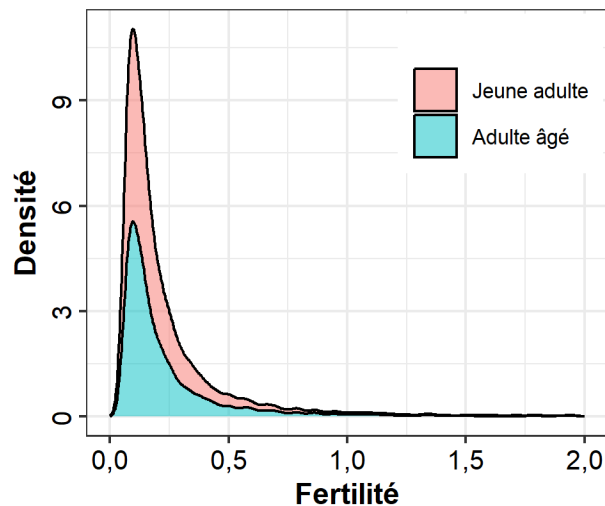 Jeune adulte
Adulte âgé
Densité
9
6
3
0
0,0 0,5 1,0 1,5 2,0
Fertilité